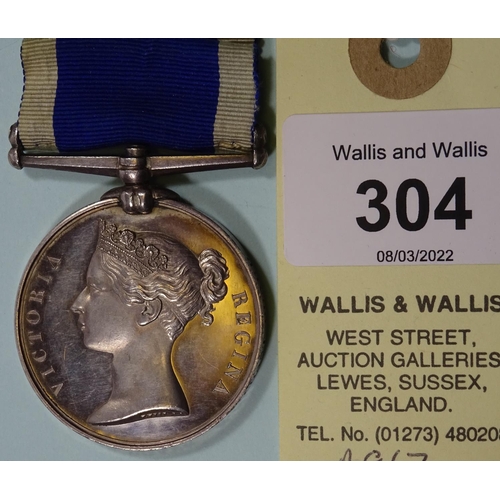 VICTORIA REGINA
Wallis and Wallis
304
08/03/2022
WALLIS & WALLIS
WEST STREET,
AUCTION GALLERIES
LEWES, SUSSEX,
ENGLAND.
TEL. No. (01273) 480208